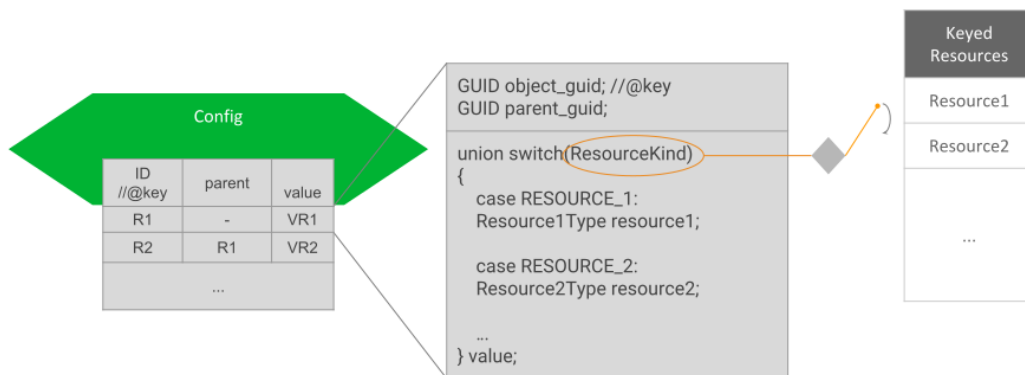 Config
ID
//@key
parent
value
R1
-
VR1
R2
R1
VR2
...
GUID object_guid; //@key
GUID parent_guid;
union switch(ResourceKind)
{
case RESOURCE_1:
Resource1Type resource1;
case RESOURCE_2:
Resource2Type resource2;
...
} value;
Keyed
Resources
Resource1
Resource2
...